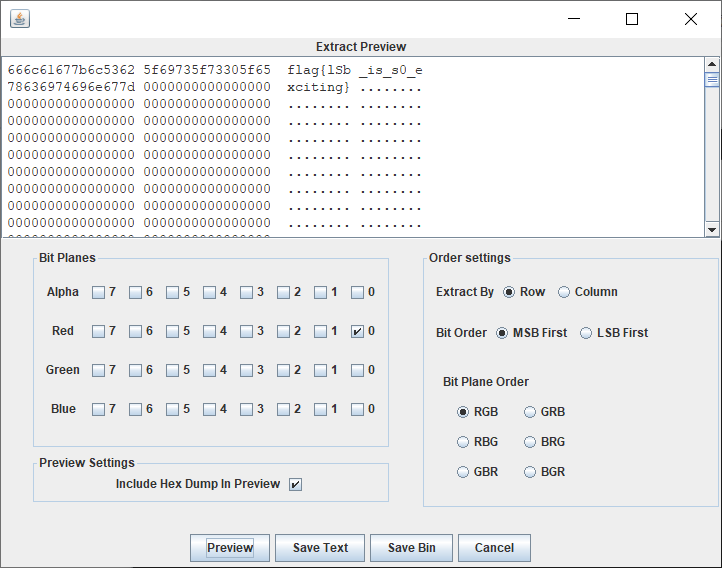 Extract Preview
666c61677b6c5362 5f69735f73305f65 flag{lSb _is_s0_e
78636974696e677d 0000000000000000 xciting} ........
0000000000000000 0000000000000000 ........ ........
0000000000000000 0000000000000000 ........ ........
0000000000000000 0000000000000000 ........ ........
0000000000000000 0000000000000000 ........ ........
0000000000000000 0000000000000000 ........ ........
0000000000000000 0000000000000000 ........ ........
0000000000000000 0000000000000000 ........ ........
0000000000000000 0000000000000000 ........ ........
Bit Planes
Alpha 7 6 5 4 3 2 1 0
Red 7 6 5 4 3 2 1 0
Green 7 6 5 4 3 2 1 0
Blue 7 6 5 4 3 2 1 0
Preview Settings
Include Hex Dump In Preview
Order settings
Extract By Row Column
Bit Order MSB First LSB First
Bit Plane Order
RGB GRB
RBG BRG
GBR BGR
Preview Save Text Save Bin Cancel